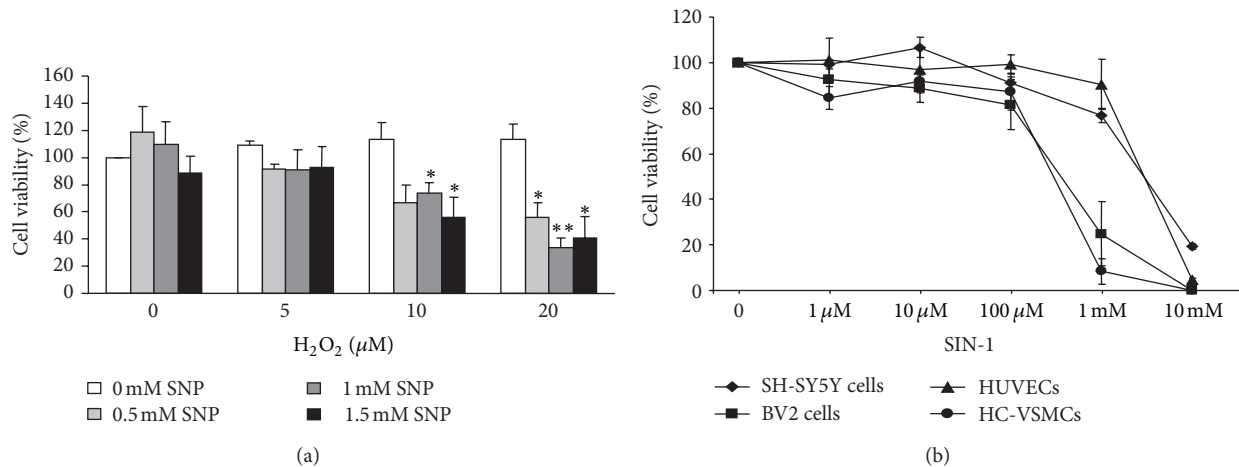 160
140
120
100
80
60
40
20
0
Cell viability (%)
* * * ** *
0 5 10 20
H₂O₂ (μM)
0 mM SNP 1 mM SNP
0.5 mM SNP 1.5 mM SNP
(a)
120
100
80
60
40
20
0
Cell viability (%)
0 1 μM 10 μM 100 μM 1 mM 10 mM
SIN-1
SH-SY5Y cells HUVECs
BV2 cells HC-VSMCs
(b)